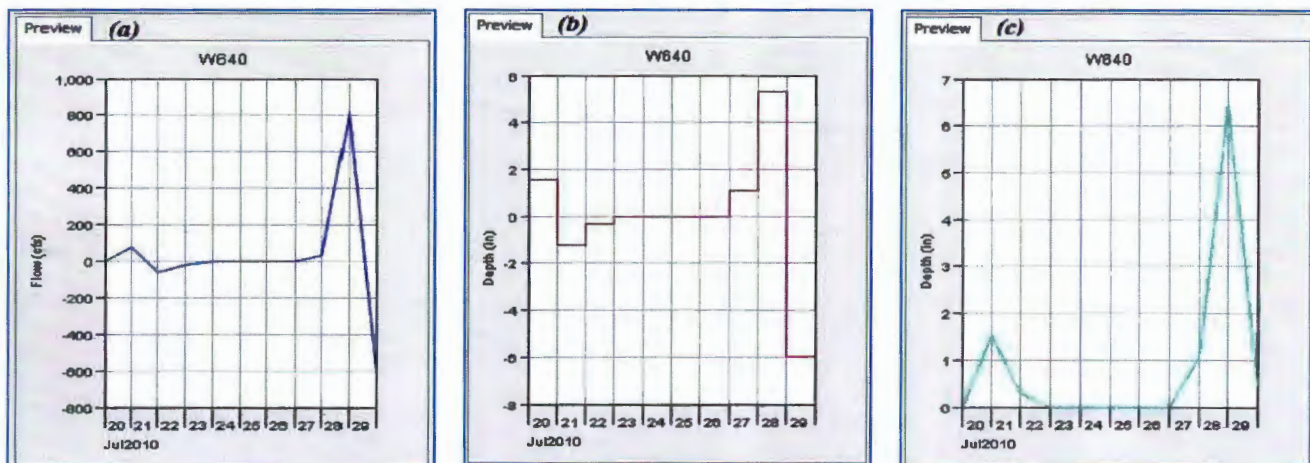 Preview (a)
W640
1,000
800
600
400
200
0
-200
-400
-600
-800
Flow (cfs)
20 21 22 23 24 25 26 27 28 29
Jul2010
Preview (b)
W640
6
4
2
0
-2
-4
-6
-8
Depth (in)
20 21 22 23 24 25 26 27 28 29
Jul2010
Preview (c)
W640
7
6
5
4
3
2
1
0
Depth (in)
20 21 22 23 24 25 26 27 28 29
Jul2010